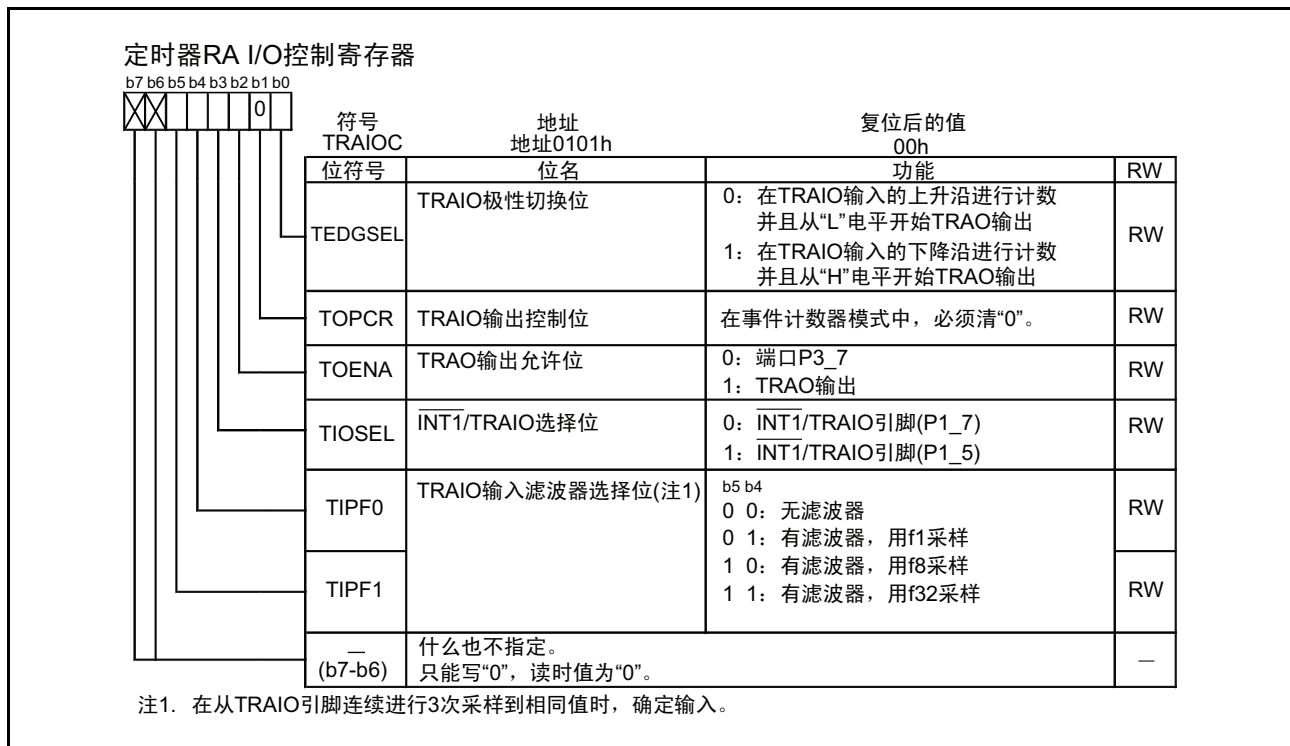 定时器RA I/O控制寄存器
b7 b6 b5 b4 b3 b2 b1 b0
0
符号 地址 复位后的值
TRAIOC 地址0101h 00h
位符号 位名 功能 RW
TEDGSEL TRAIO极性切换位 0：在TRAIO输入的上升沿进行计数
并且从“L”电平开始TRAO输出
1：在TRAIO输入的下降沿进行计数
并且从“H”电平开始TRAO输出 RW
TOPCR TRAIO输出控制位 在事件计数器模式中，必须清“0”。 RW
TOENA TRAO输出允许位 0：端口P3_7
1：TRAO输出 RW
TIOSEL INT1/TRAIO选择位 0：INT1/TRAIO引脚(P1_7)
1：INT1/TRAIO引脚(P1_5) RW
TIPF0 TRAIO输入滤波器选择位(注1) b5 b4
0 0：无滤波器 RW
0 1：有滤波器，用f1采样
1 0：有滤波器，用f8采样
TIPF1 1 1：有滤波器，用f32采样 RW
— 什么也不指定。
(b7-b6) 只能写“0”，读时值为“0”。 —
注1. 在从TRAIO引脚连续进行3次采样到相同值时，确定输入。